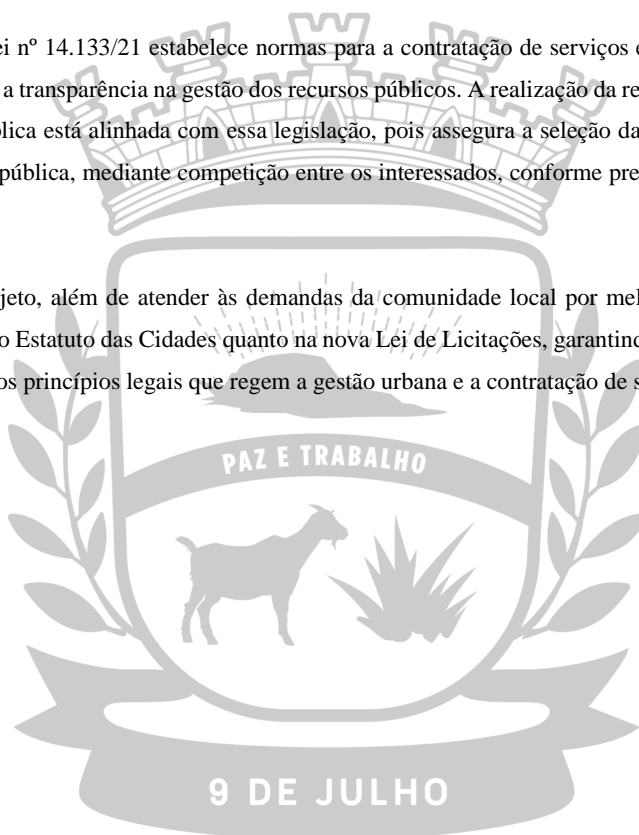 ei nº 14.133/21 estabelece normas para a contratação de serviços
a transparência na gestão dos recursos públicos. A realização da re
blica está alinhada com essa legislação, pois assegura a seleção da
pública, mediante competição entre os interessados, conforme pre
jeto, além de atender às demandas da comunidade local por mel
o Estatuto das Cidades quanto na nova Lei de Licitações, garantind
os princípios legais que regem a gestão urbana e a contratação de s
PAZ E TRABALHO
9 DE JULHO